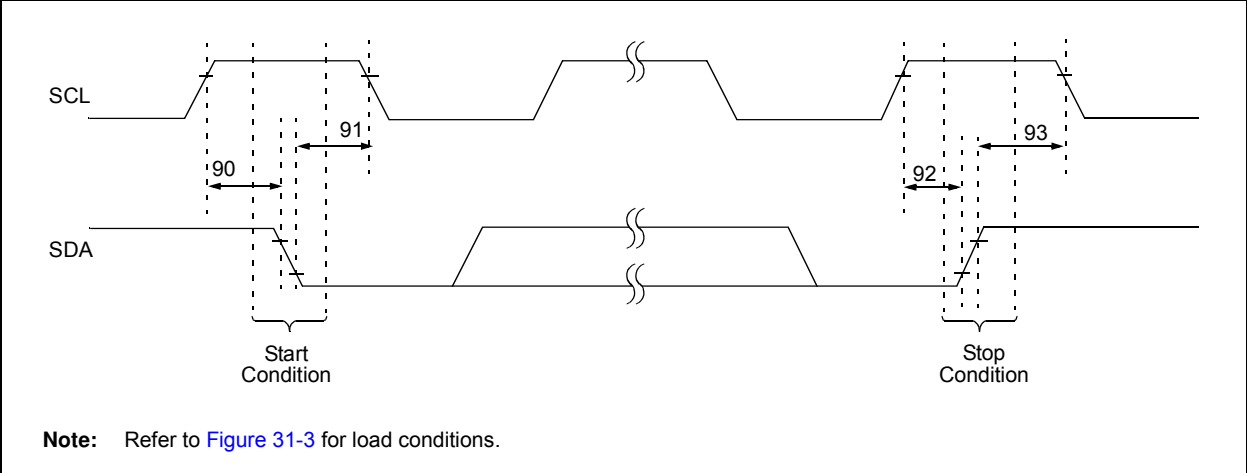 SCL
91
93
90
92
SDA
Start
Condition
Stop
Condition
Note: Refer to Figure 31-3 for load conditions.